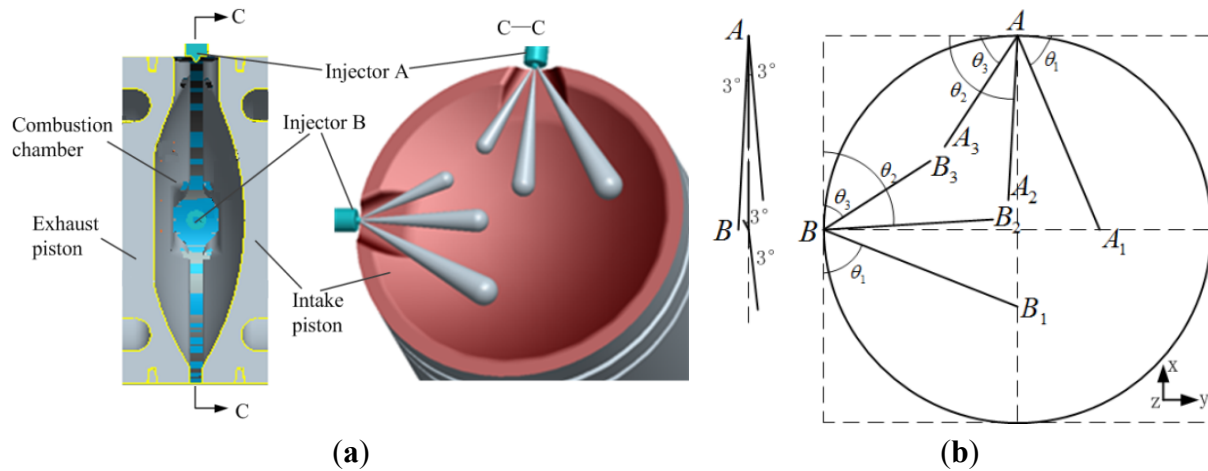 C
C—C
Injector A
Injector B
Combustion
chamber
Exhaust
piston
Intake
piston
C
(a)
A
3° 3°
B 3°
3°
A
θ₃ θ₁
θ₂
A₃
B₃
θ₂
θ₃
A₂
B₂
B
A₁
θ₁
B₁
x
z y
(b)